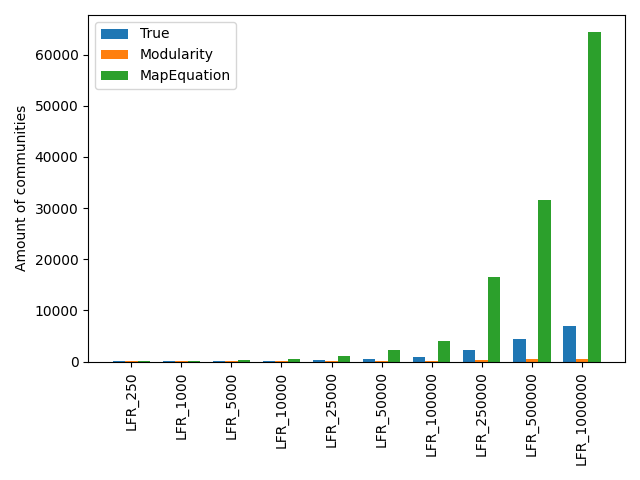 True
Modularity
MapEquation
Amount of communities
60000
50000
40000
30000
20000
10000
0
LFR_250
LFR_1000
LFR_5000
LFR_10000
LFR_25000
LFR_50000
LFR_100000
LFR_250000
LFR_500000
LFR_1000000